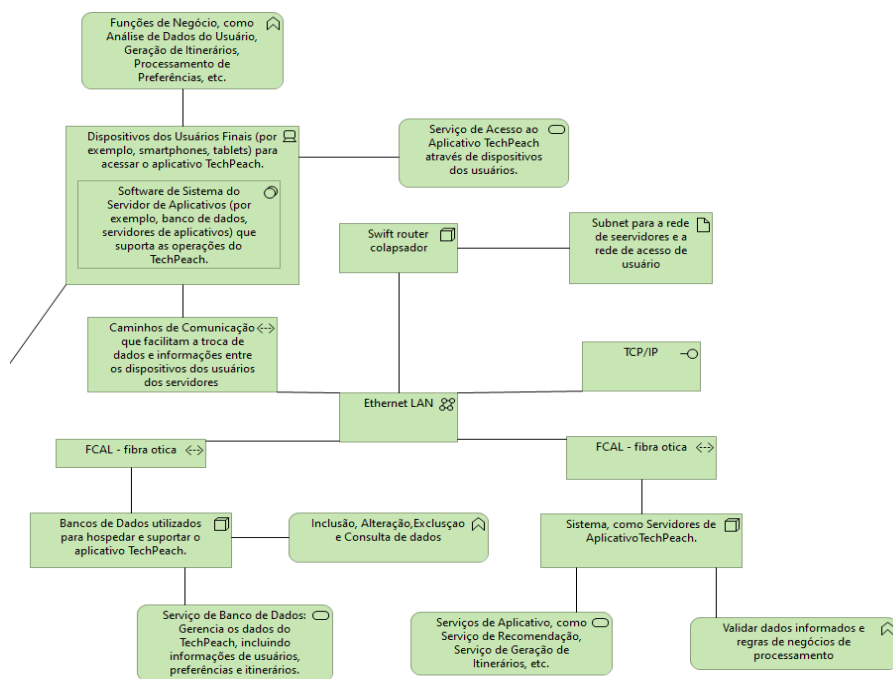 Funções de Negócio, como
Análise de Dados do Usuário,
Geração de Itinerários,
Processamento de
Preferências, etc.
Dispositivos dos Usuários Finais (por
exemplo, smartphones, tablets) para
acessar o aplicativo TechPeach.
Software de Sistema do
Servidor de Aplicativos (por
exemplo, banco de dados,
servidores de aplicativos) que
suporta as operações do
TechPeach.
Serviço de Acesso ao
Aplicativo TechPeach
através de dispositivos
dos usuários.
Swift router
colapsador
Subnet para a rede
de seervidores e a
rede de acesso de
usuário
Caminhos de Comunicação
que facilitam a troca de
dados e informações entre
os dispositivos dos usuários
dos servidores
TCP/IP
Ethernet LAN
FCAL - fibra otica
FCAL - fibra otica
Bancos de Dados utilizados
para hospedar e suportar o
aplicativo TechPeach.
Inclusão, Alteração,Exclusçao
e Consulta de dados
Sistema, como Servidores de
AplicativoTechPeach.
Serviço de Banco de Dados:
Gerencia os dados do
TechPeach, incluindo
informações de usuários,
preferências e itinerários.
Serviços de Aplicativo, como
Serviço de Recomendação,
Serviço de Geração de
Itinerários, etc.
Validar dados informados e
regras de negócios de
processamento